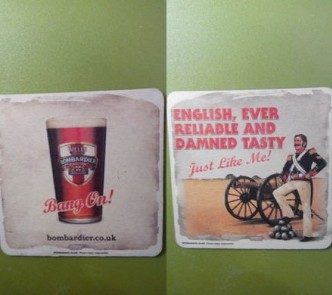 BOMBARDIER
Bang On!
bombardier.co.uk
ENGLISH, EVER
RELIABLE AND
DAMNED TASTY
Just Like Me!